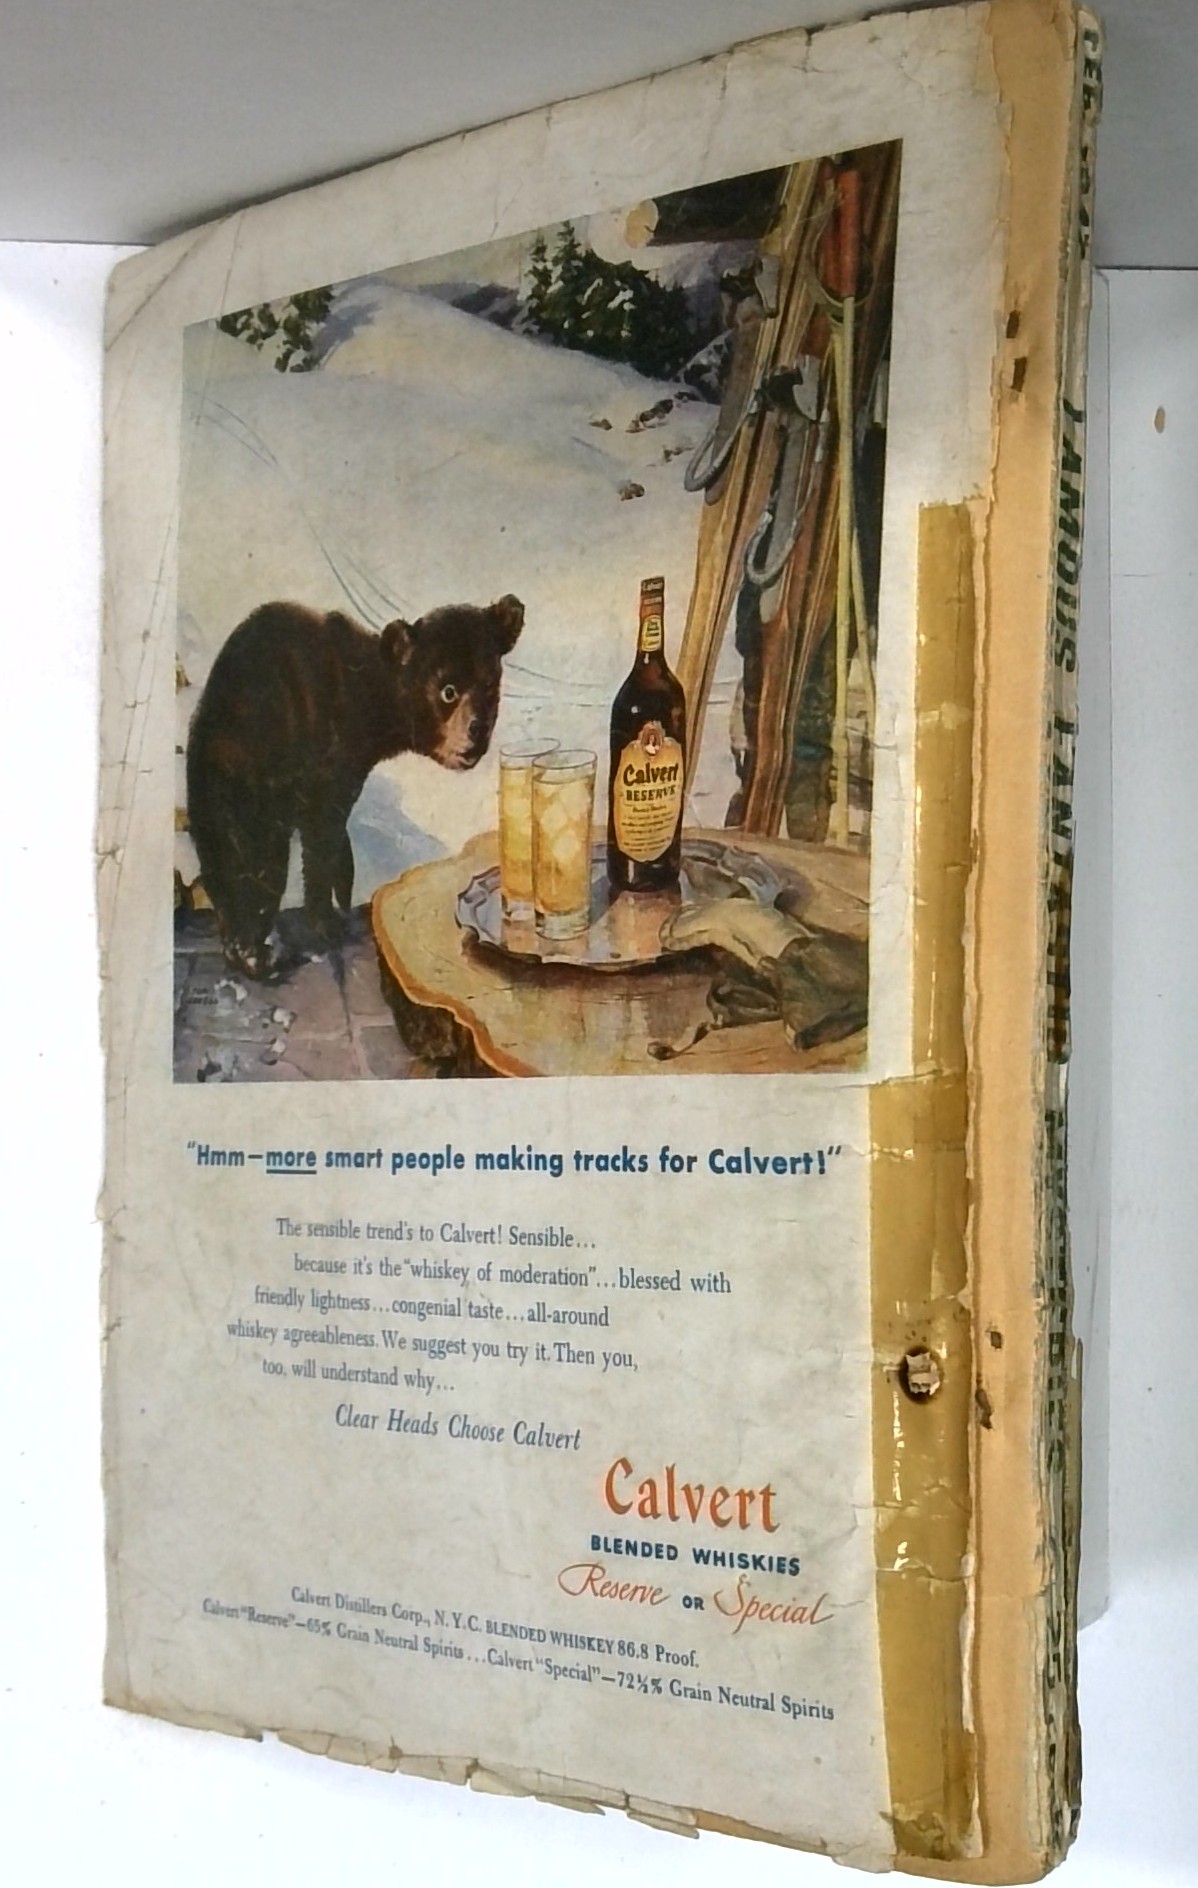 Calvert
RESERVE
"Hmm—more smart people making tracks for Calvert!"
The sensible trend's to Calvert! Sensible...
because it's the "whiskey of moderation"...blessed with
friendly lightness...congenial taste...all-around
whiskey agreeableness. We suggest you try it. Then you,
too, will understand why...
Clear Heads Choose Calvert
Calvert
BLENDED WHISKIES
Reserve OR Special
Calvert Distillers Corp., N.Y.C. BLENDED WHISKEY 86.8 Proof.
Calvert "Reserve"—65% Grain Neutral Spirits...Calvert "Special"—72½% Grain Neutral Spirits
FAMOUS FANTASTIC MYSTERIES